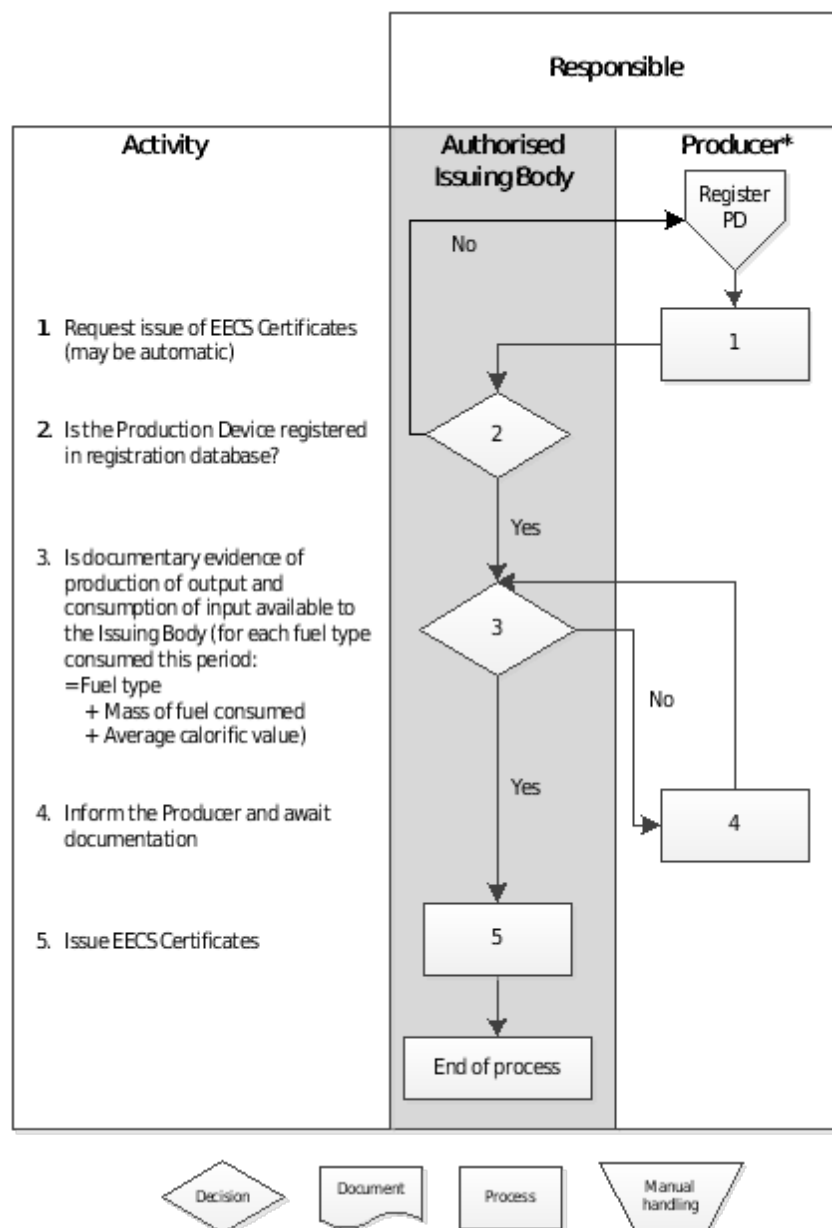 Responsible
Activity
Authorised
Issuing Body
Producer*
Register
PD
No
1. Request issue of EECS Certificates
(may be automatic)
1
2. Is the Production Device registered
in registration database?
2
Yes
3. Is documentary evidence of
production of output and
consumption of input available to
the Issuing Body (for each fuel type
consumed this period:
= Fuel type
+ Mass of fuel consumed
+ Average calorific value)
3
No
Yes
4. Inform the Producer and await
documentation
4
5. Issue EECS Certificates
5
End of process
Decision
Document
Process
Manual
handling